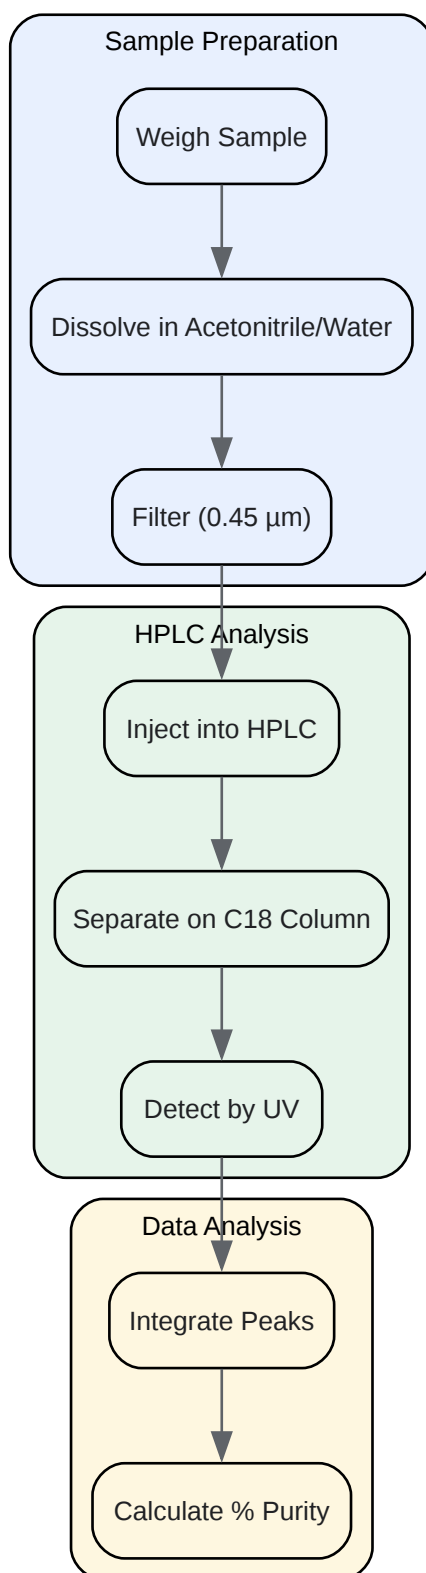 Sample Preparation
Weigh Sample
Dissolve in Acetonitrile/Water
Filter (0.45 µm)
HPLC Analysis
Inject into HPLC
Separate on C18 Column
Detect by UV
Data Analysis
Integrate Peaks
Calculate % Purity